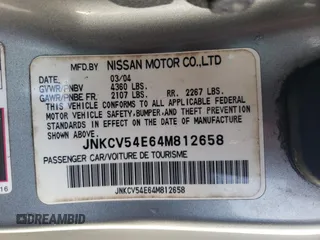 MFD.BY NISSAN MOTOR CO.,LTD
DATE 03/04
GVWR/PNBV 4360 LBS.
GAWR/PNBE FR. 2107 LBS. RR. 2267 LBS.
THIS VEHICLE CONFORMS TO ALL APPLICABLE FEDERAL
MOTOR VEHICLE SAFETY,BUMPER,AND THEFT PREVENTION
STANDARDS IN EFFECT ON THE DATE OF MANUFACTURE
SHOWN ABOVE.
JNKCV54E64M812658
PASSENGER CAR/VOITURE DE TOURISME
JNKCV54E64M812658
16
DREAMBID